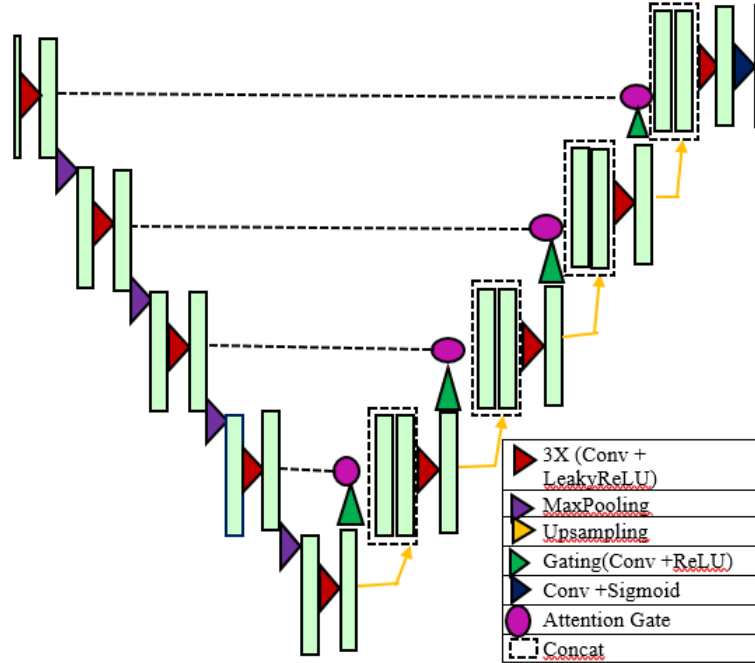 3X (Conv +
LeakyReLU)
MaxPooling
Upsampling
Gating(Conv +ReLU)
Conv +Sigmoid
Attention Gate
Concat